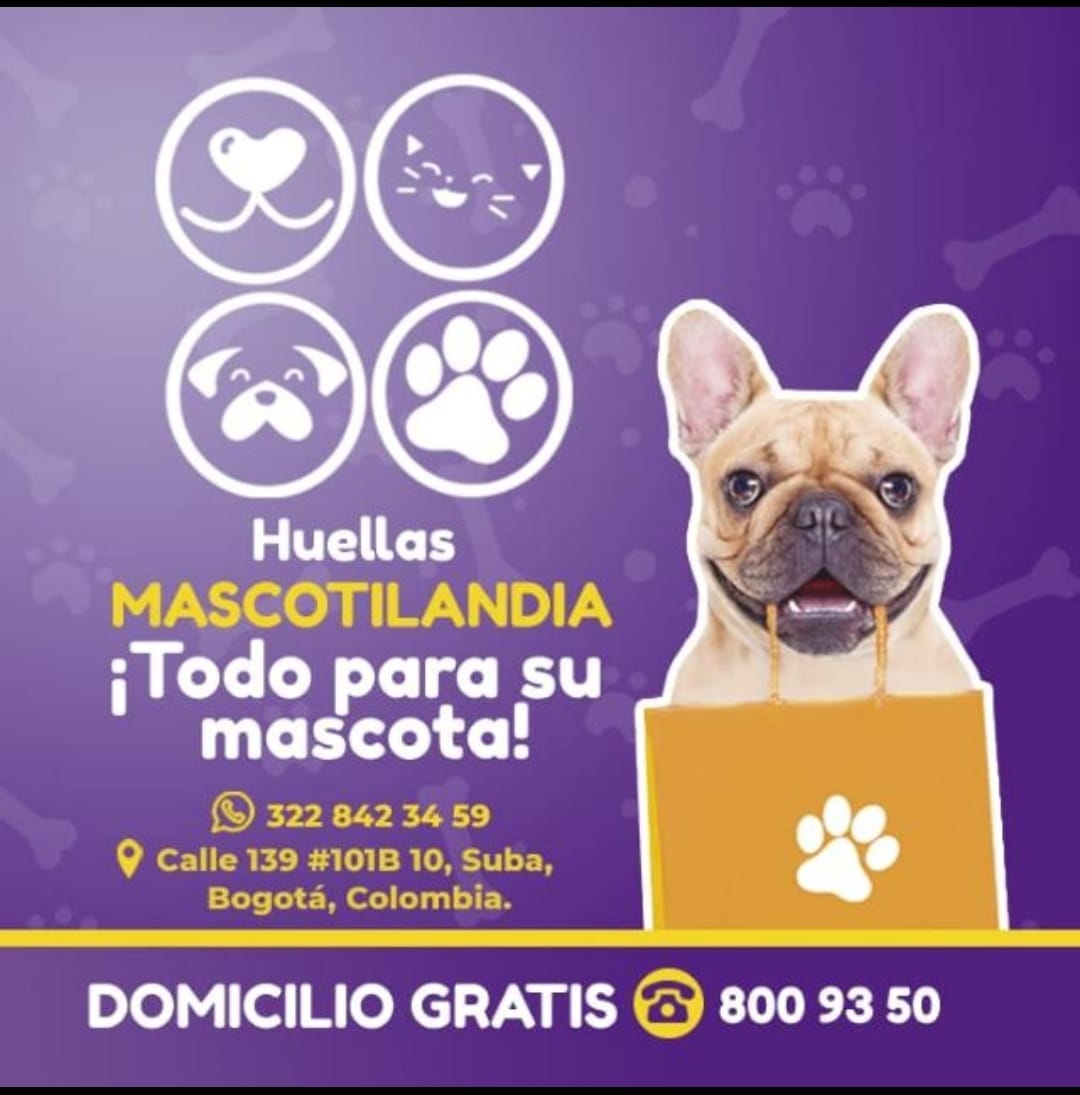 Huellas
MASCOTILANDIA
¡Todo para su
mascota!
322 842 34 59
Calle 139 #101B 10, Suba,
Bogotá, Colombia.
DOMICILIO GRATIS 800 93 50